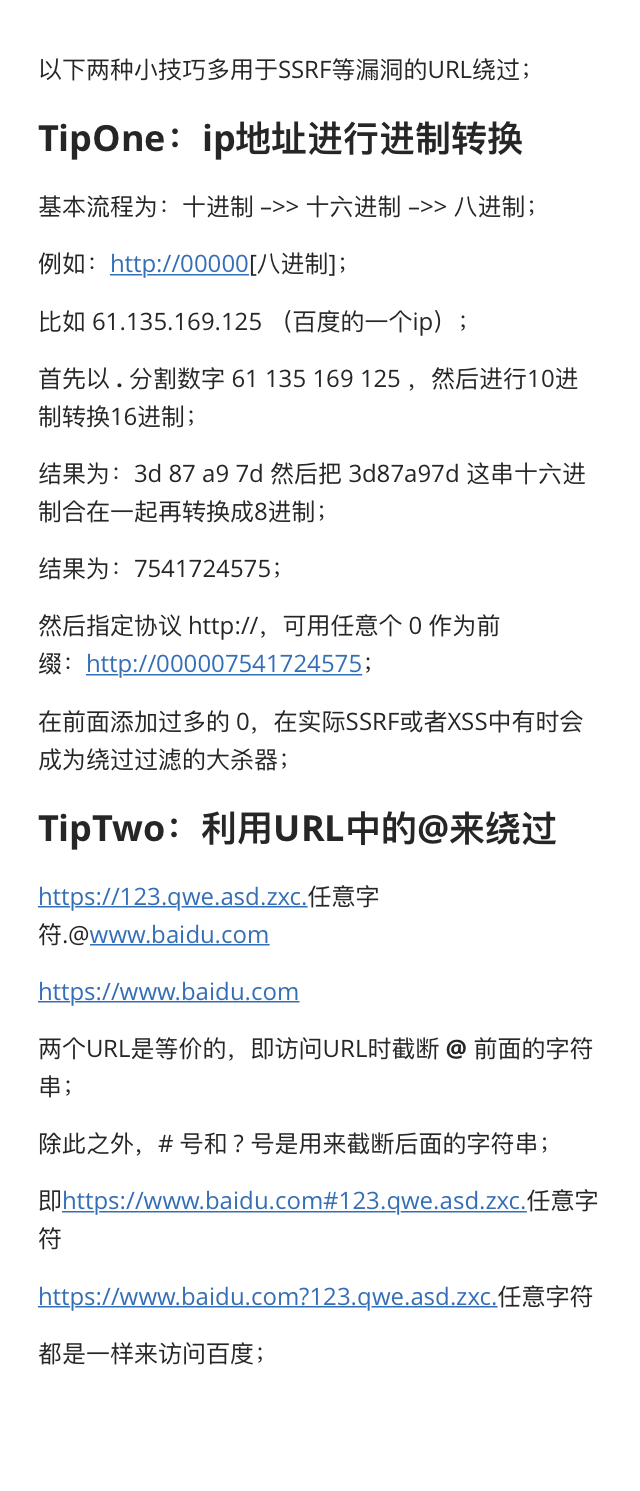 以下两种小技巧多用于SSRF等漏洞的URL绕过；
TipOne：ip地址进行进制转换
基本流程为：十进制 –>> 十六进制 –>> 八进制；
例如：http://00000[八进制]；
比如 61.135.169.125 （百度的一个ip）；
首先以 . 分割数字 61 135 169 125 ，然后进行10进
制转换16进制；
结果为：3d 87 a9 7d 然后把 3d87a97d 这串十六进
制合在一起再转换成8进制；
结果为：7541724575；
然后指定协议 http://，可用任意个 0 作为前
缀：http://000007541724575；
在前面添加过多的 0，在实际SSRF或者XSS中有时会
成为绕过过滤的大杀器；
TipTwo：利用URL中的@来绕过
https://123.qwe.asd.zxc.任意字
符.@www.baidu.com
https://www.baidu.com
两个URL是等价的，即访问URL时截断 @ 前面的字符
串；
除此之外，# 号和 ? 号是用来截断后面的字符串；
即https://www.baidu.com#123.qwe.asd.zxc.任意字
符
https://www.baidu.com?123.qwe.asd.zxc.任意字符
都是一样来访问百度；